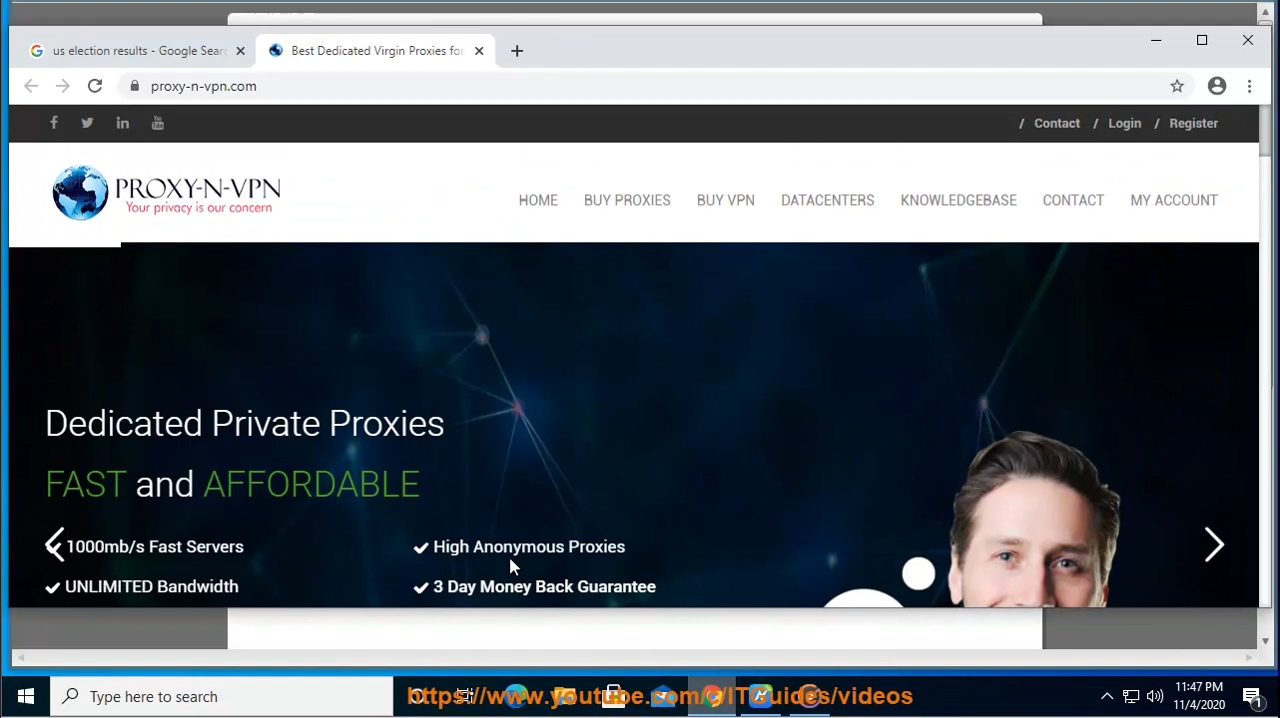 us election results - Google Sear
Best Dedicated Virgin Proxies for
proxy-n-vpn.com
/ Contact / Login / Register
PROXY-N-VPN
Your privacy is our concern
HOME BUY PROXIES BUY VPN DATACENTERS KNOWLEDGEBASE CONTACT MY ACCOUNT
Dedicated Private Proxies
FAST and AFFORDABLE
1000mb/s Fast Servers
High Anonymous Proxies
UNLIMITED Bandwidth
3 Day Money Back Guarantee
Type here to search
https://www.youtube.com/c/ITGuides/videos
11:47 PM
11/4/2020
1